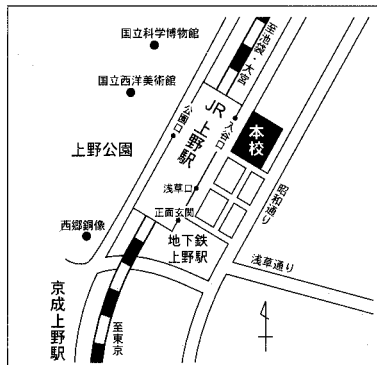 国立科学博物館
至池袋・大宮
国立西洋美術館
公園口
JR上野駅
入谷口
本校
上野公園
浅草口
昭和通り
正面玄関
西郷銅像
地下鉄
上野駅
浅草通り
京成上野駅
至東京